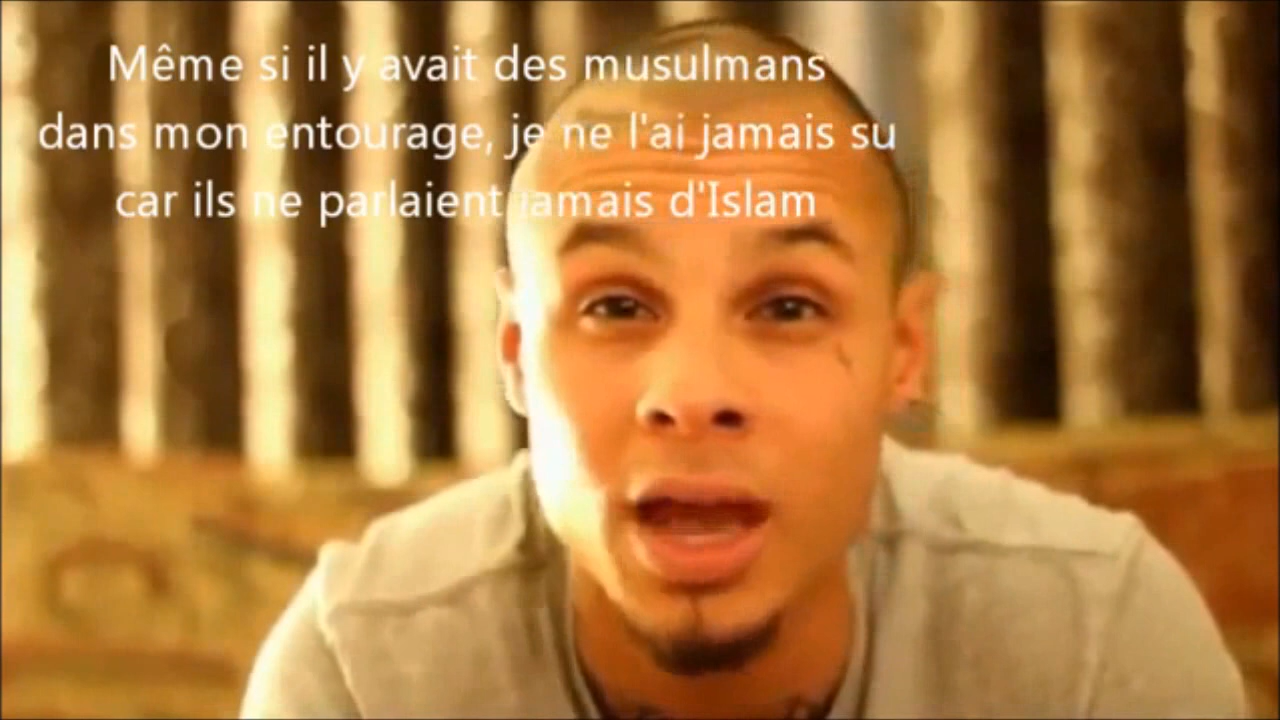 Même si il y avait des musulmans
dans mon entourage, je ne l'ai jamais su
car ils ne parlaient jamais d'Islam